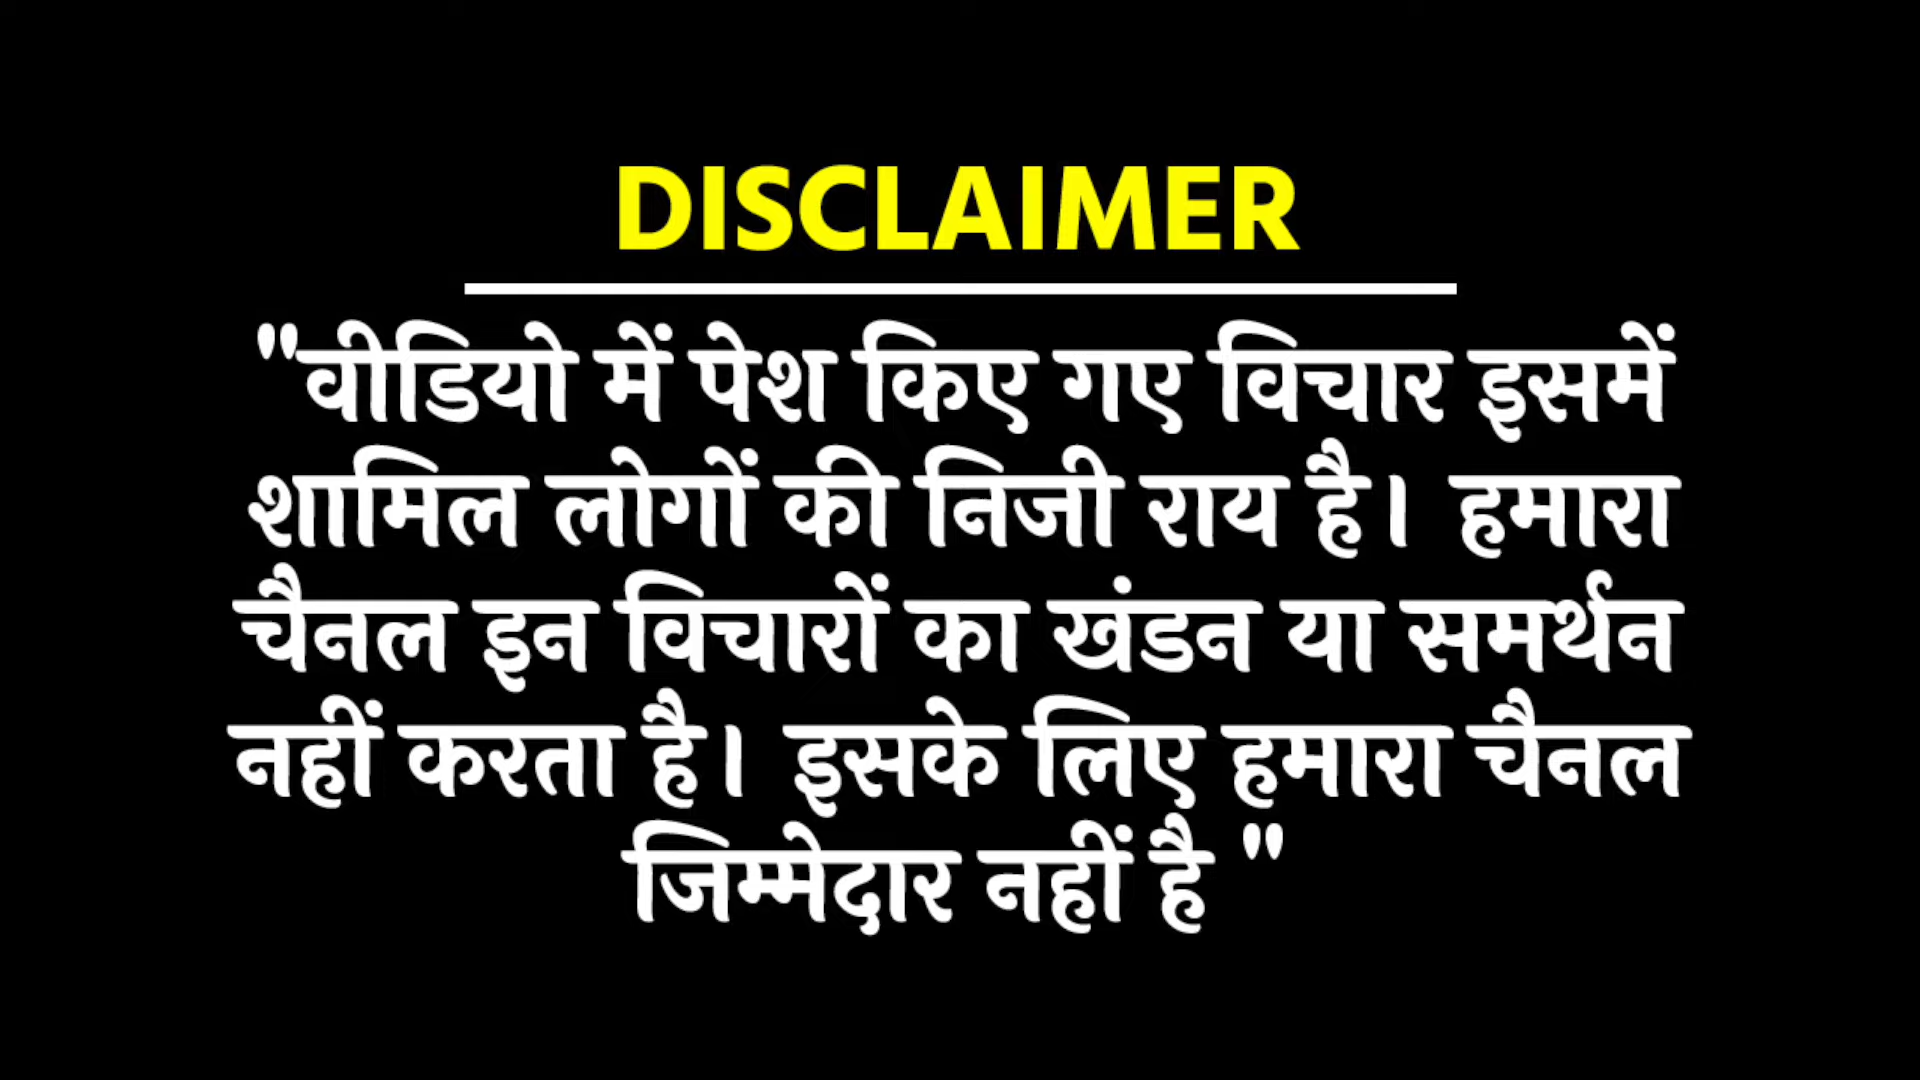 DISCLAIMER
"वीडियो में पेश किए गए विचार इसमें
शामिल लोगों की निजी राय है। हमारा
चैनल इन विचारों का खंडन या समर्थन
नहीं करता है। इसके लिए हमारा चैनल
जिम्मेदार नहीं है "